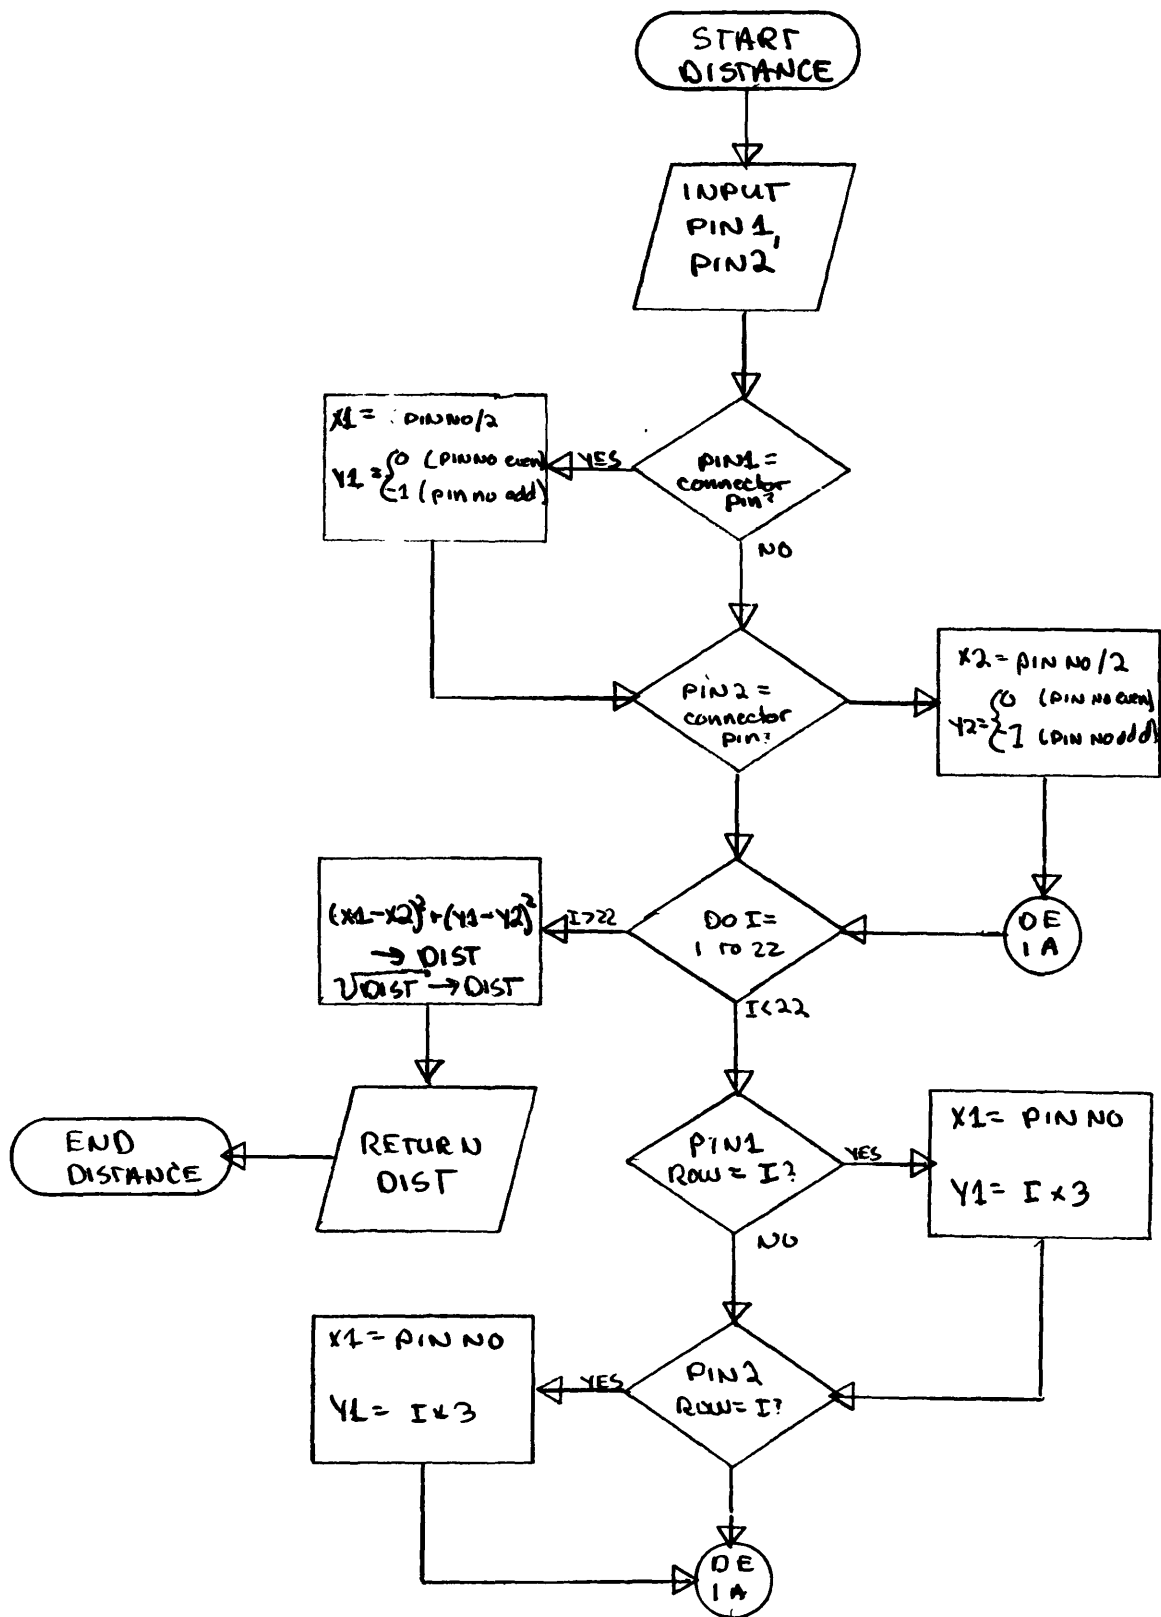 START
DISTANCE
INPUT
PIN1,
PIN2
X1= PIN NO/2
Y1= { 0 (PIN NO even)
-1 (pin no odd)
YES
PIN1=
connector
pin?
NO
PIN2=
connector
pin?
X2= PIN NO/2
Y2= { 0 (PIN NO even)
-1 (PIN NO odd)
(X1-X2)²+(Y1-Y2)²
→ DIST
√DIST → DIST
I>22
DO I=
1 TO 22
DE
1A
I<22
END
DISTANCE
RETURN
DIST
PIN1
ROW= I?
YES
X1= PIN NO
Y1= I*3
NO
X1= PIN NO
Y1= I*3
YES
PIN2
ROW= I?
DE
1A